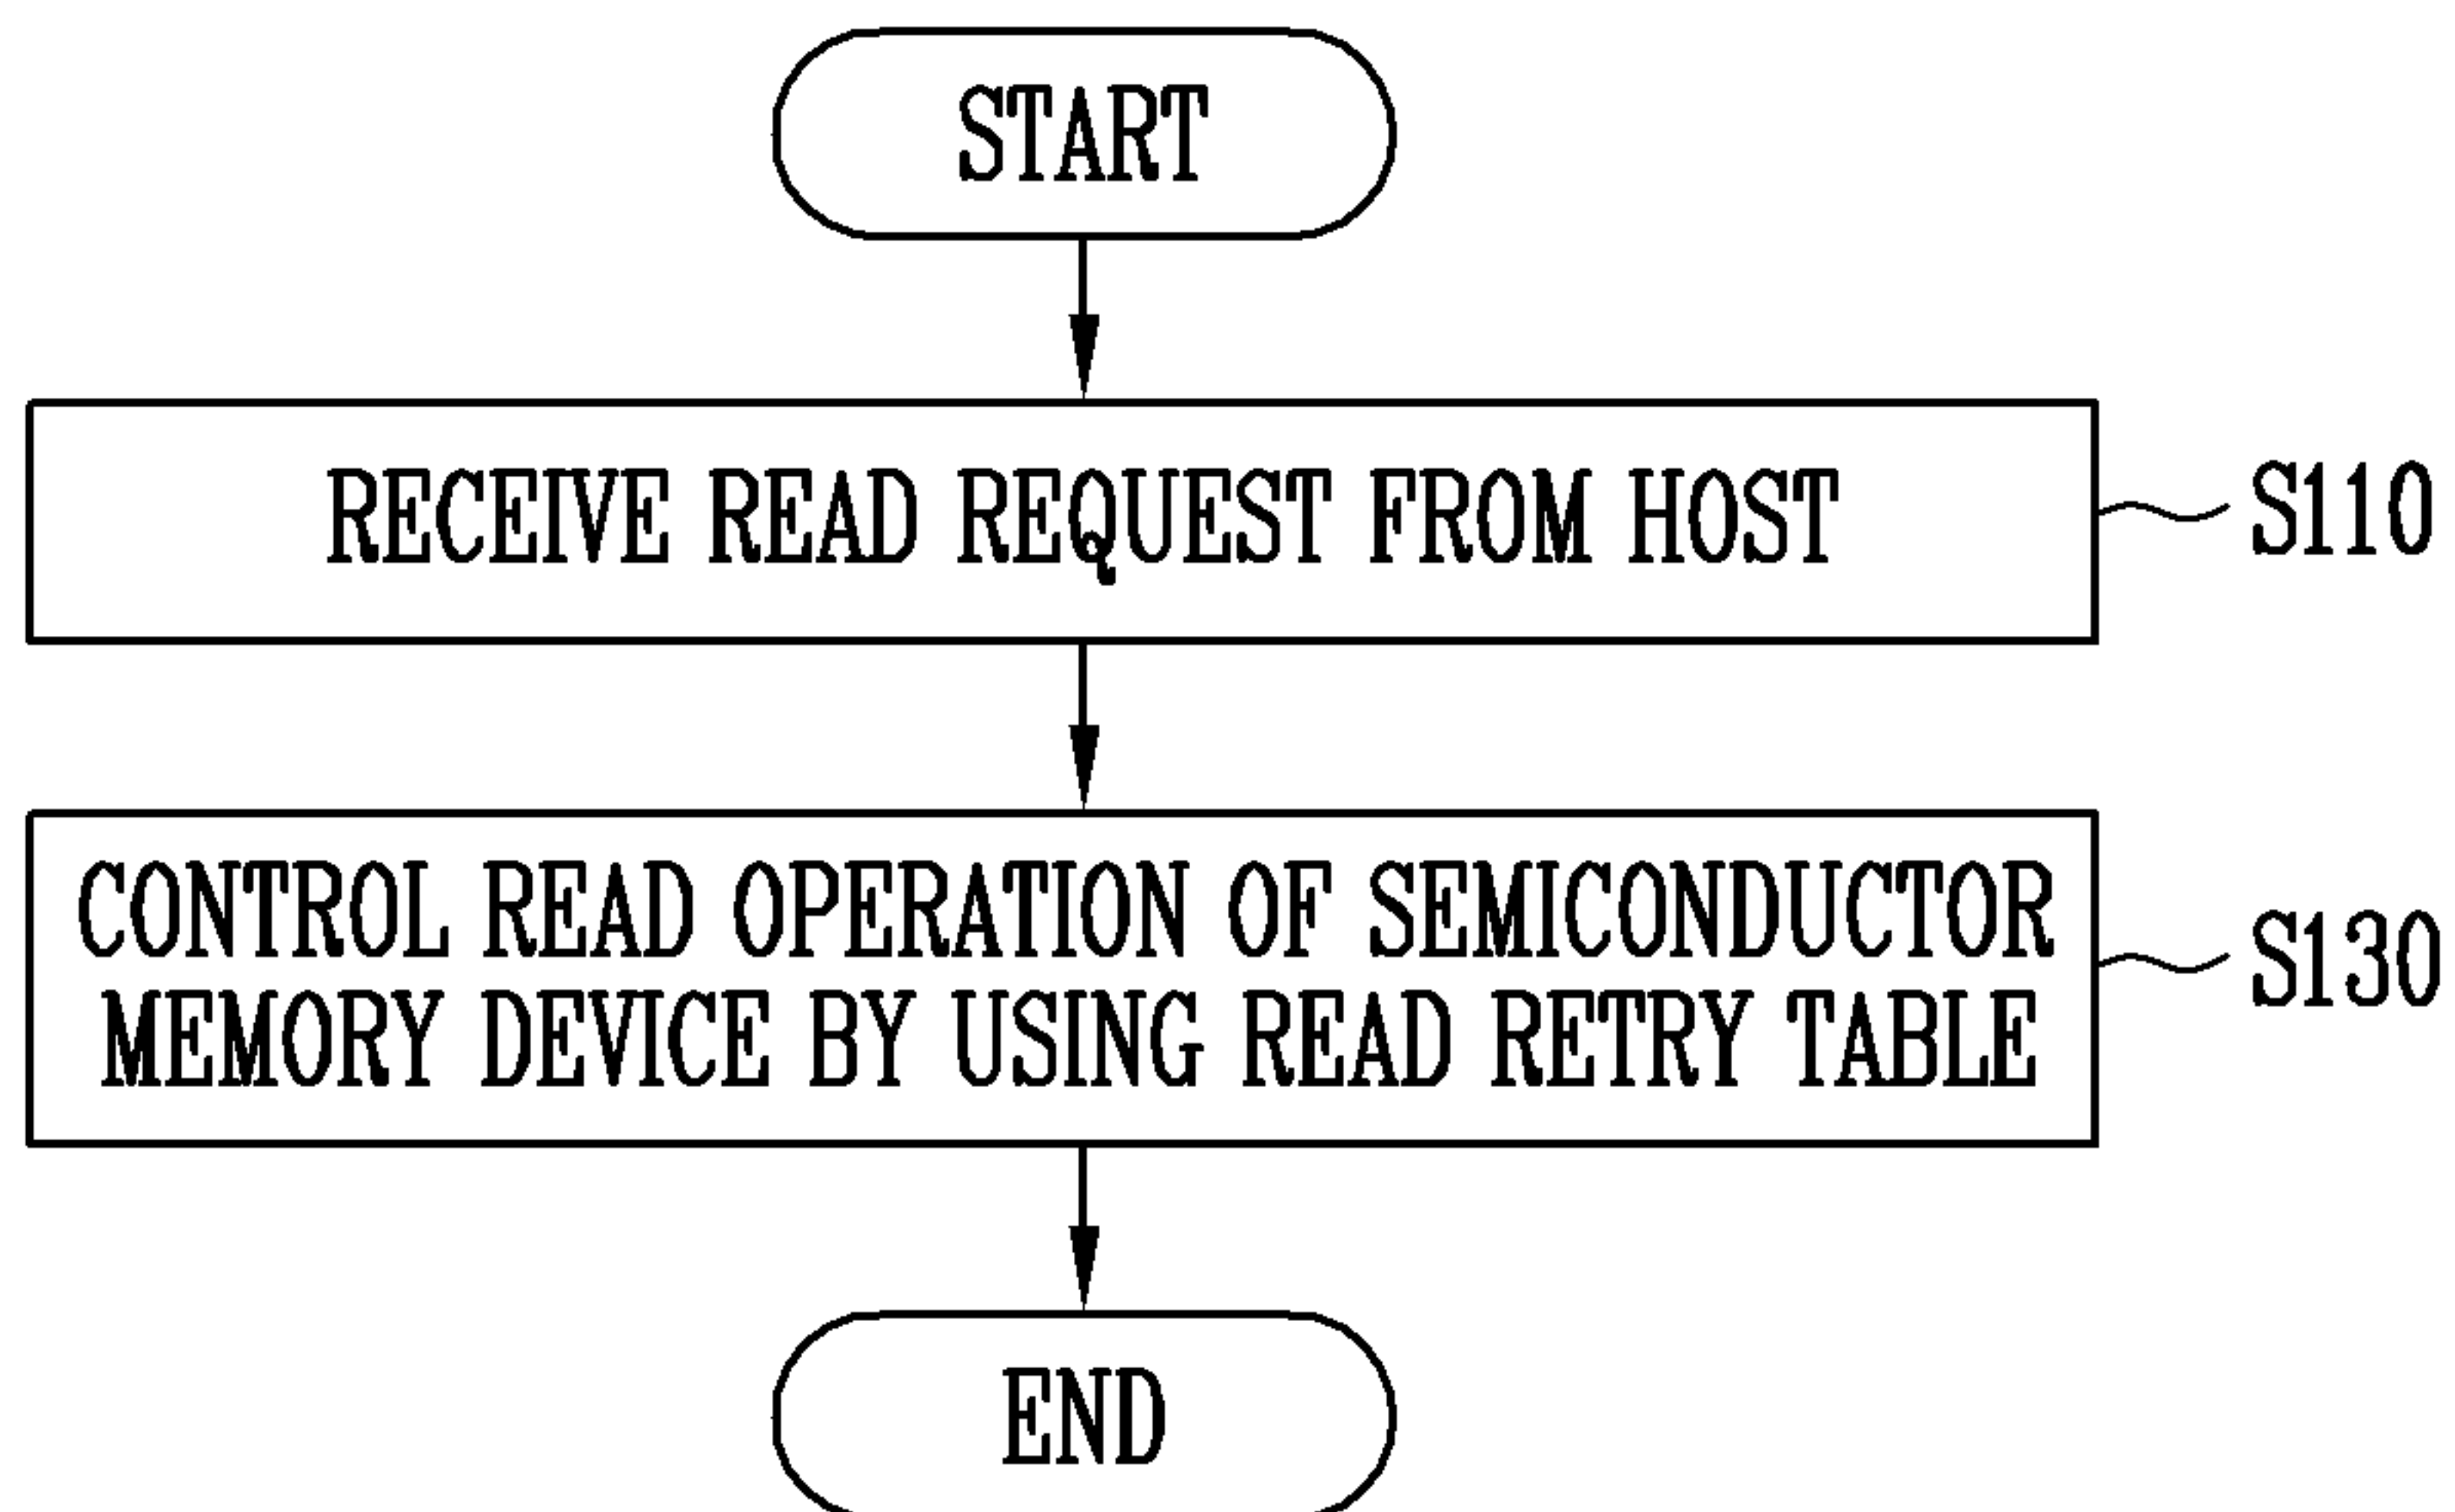 START
RECEIVE READ REQUEST FROM HOST
S110
CONTROL READ OPERATION OF SEMICONDUCTOR
MEMORY DEVICE BY USING READ RETRY TABLE
S130
END